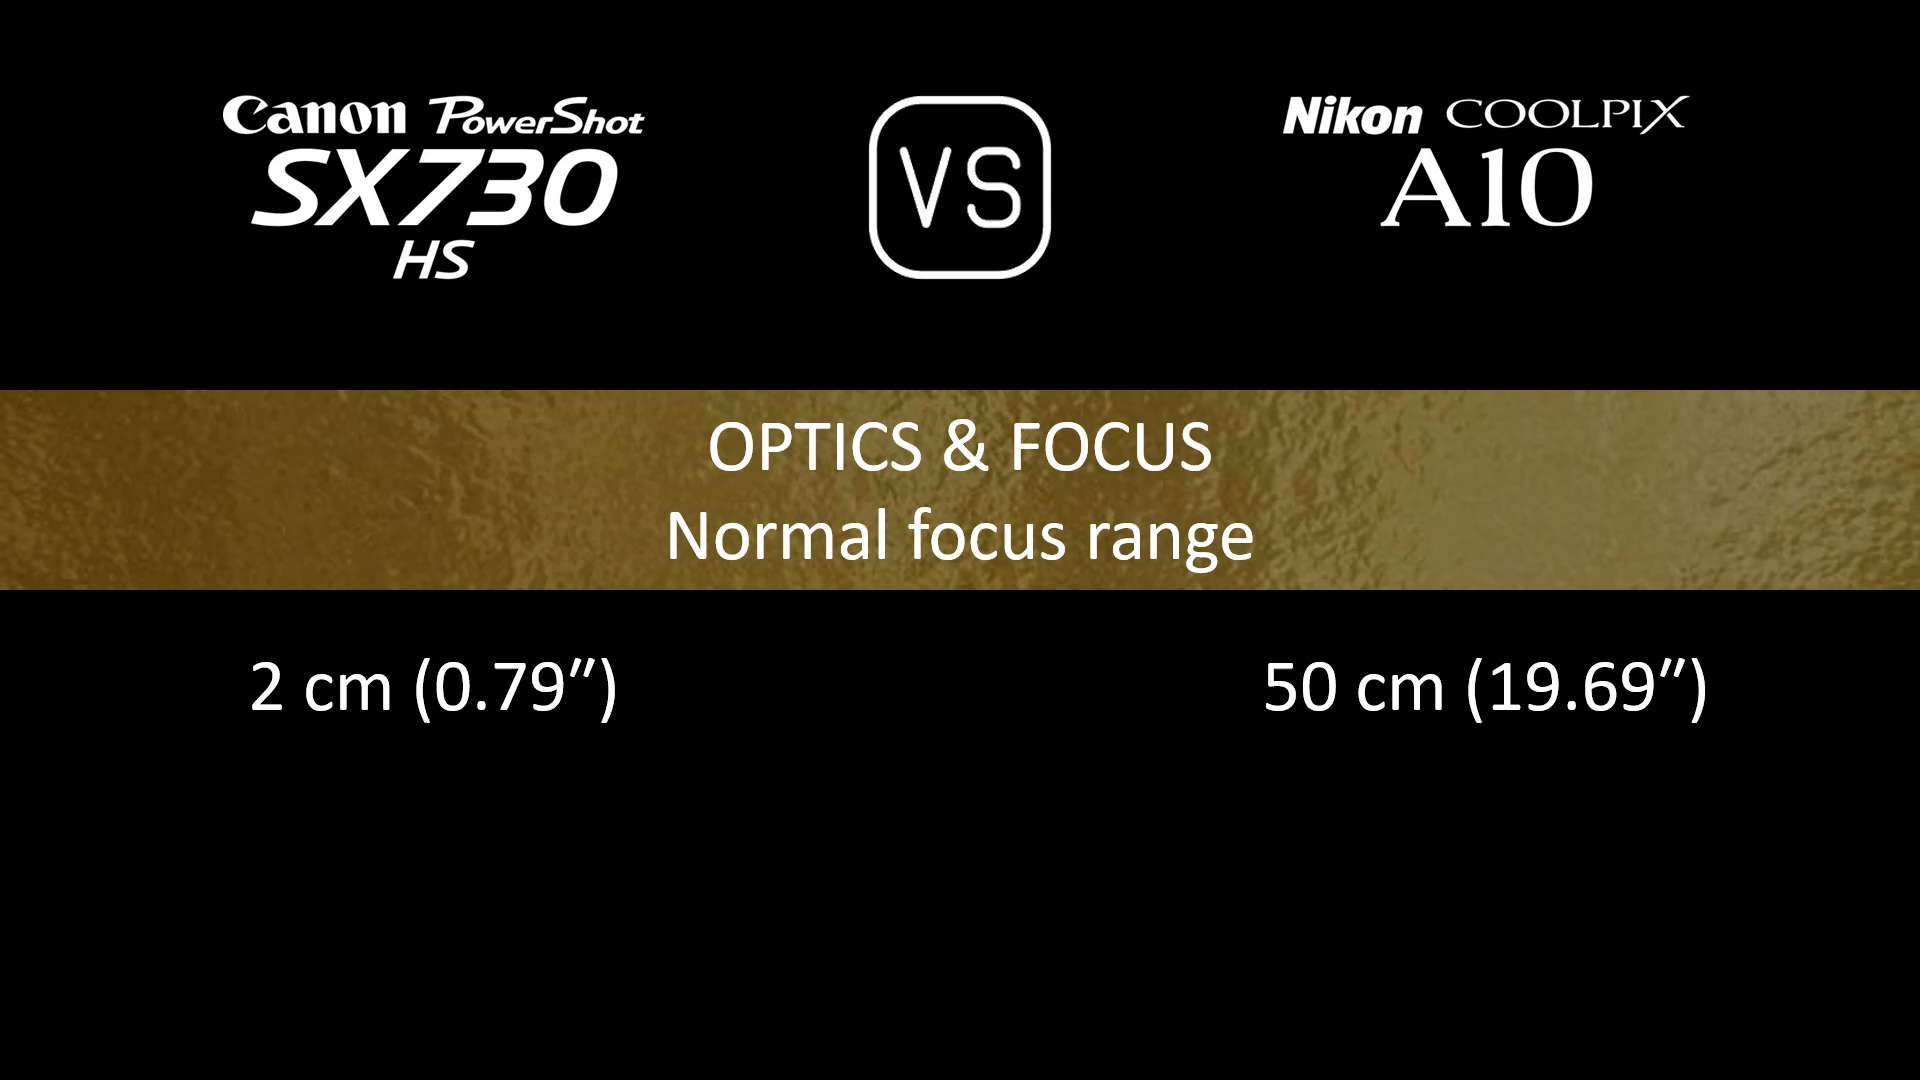 Canon PowerShot
SX730
HS
VS
Nikon COOLPIX
A10
OPTICS & FOCUS
Normal focus range
2 cm (0.79″)
50 cm (19.69″)